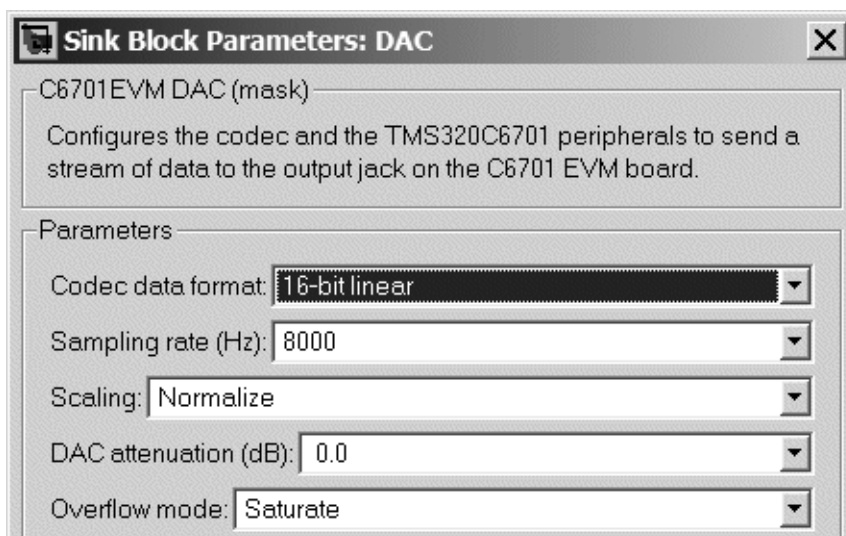 Sink Block Parameters: DAC
C6701EVM DAC (mask)
Configures the codec and the TMS320C6701 peripherals to send a
stream of data to the output jack on the C6701 EVM board.
Parameters
Codec data format: 16-bit linear
Sampling rate (Hz): 8000
Scaling: Normalize
DAC attenuation (dB): 0.0
Overflow mode: Saturate